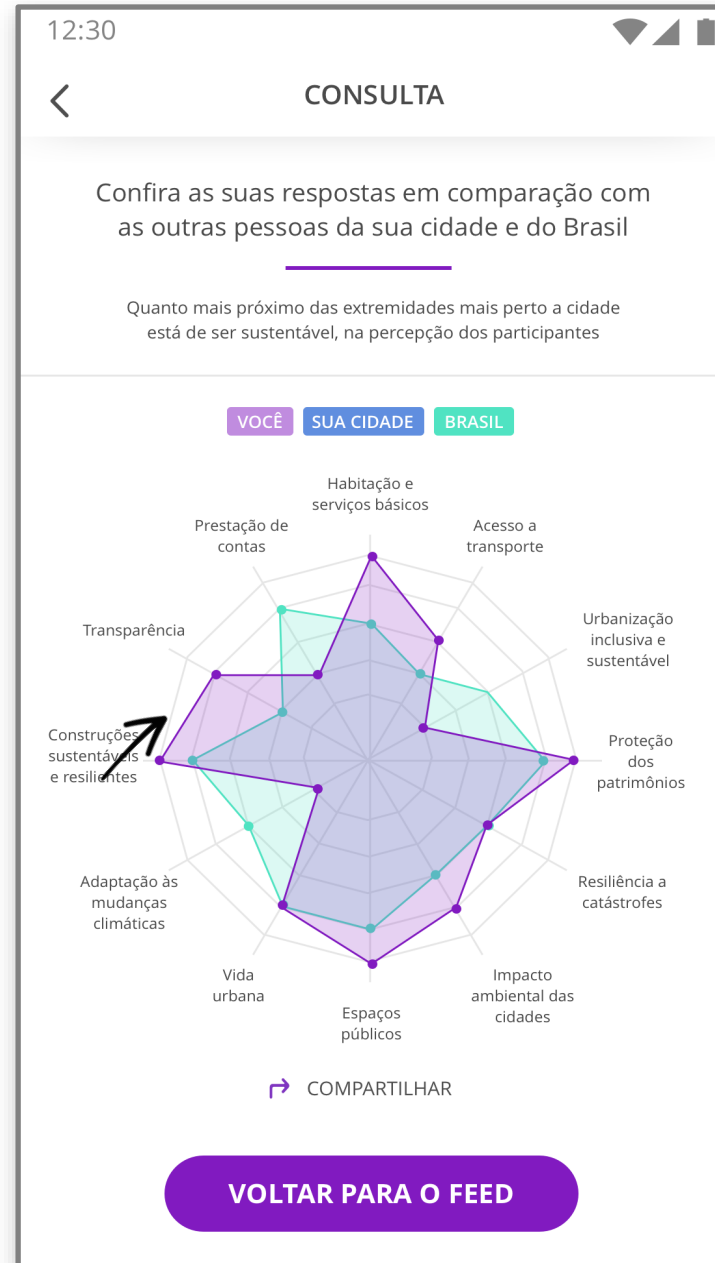 12:30
CONSULTA
Confira as suas respostas em comparação com
as outras pessoas da sua cidade e do Brasil
Quanto mais próximo das extremidades mais perto a cidade
está de ser sustentável, na percepção dos participantes
VOCÊ
SUA CIDADE
BRASIL
Habitação e
serviços básicos
Acesso a
transporte
Urbanização
inclusiva e
sustentável
Proteção
dos
patrimônios
Resiliência a
catástrofes
Impacto
ambiental das
cidades
Espaços
públicos
Vida
urbana
Adaptação às
mudanças
climáticas
Construções
sustentáveis
e resilientes
Transparência
Prestação de
contas
COMPARTILHAR
VOLTAR PARA O FEED